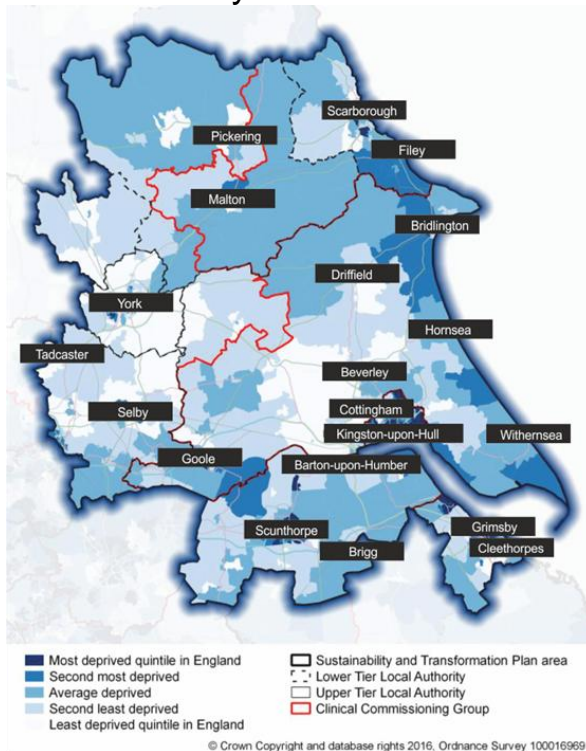 Scarborough
Pickering
Filey
Malton
Bridlington
Driffield
York
Hornsea
Tadcaster
Beverley
Selby
Cottingham
Kingston-upon-Hull
Withernsea
Goole
Barton-upon-Humber
Scunthorpe
Grimsby
Brigg
Cleethorpes
Most deprived quintile in England
Second most deprived
Average deprived
Second least deprived
Least deprived quintile in England
Sustainability and Transformation Plan area
Lower Tier Local Authority
Upper Tier Local Authority
Clinical Commissioning Group
© Crown Copyright and database rights 2016, Ordnance Survey 100016969